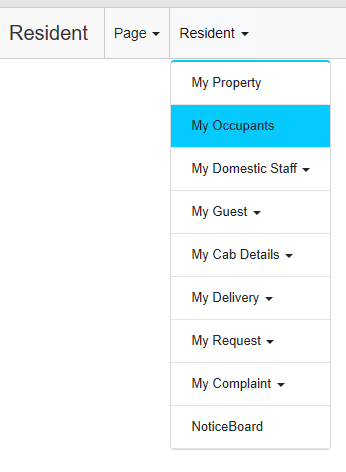 Resident
Page
Resident
My Property
My Occupants
My Domestic Staff
My Guest
My Cab Details
My Delivery
My Request
My Complaint
NoticeBoard